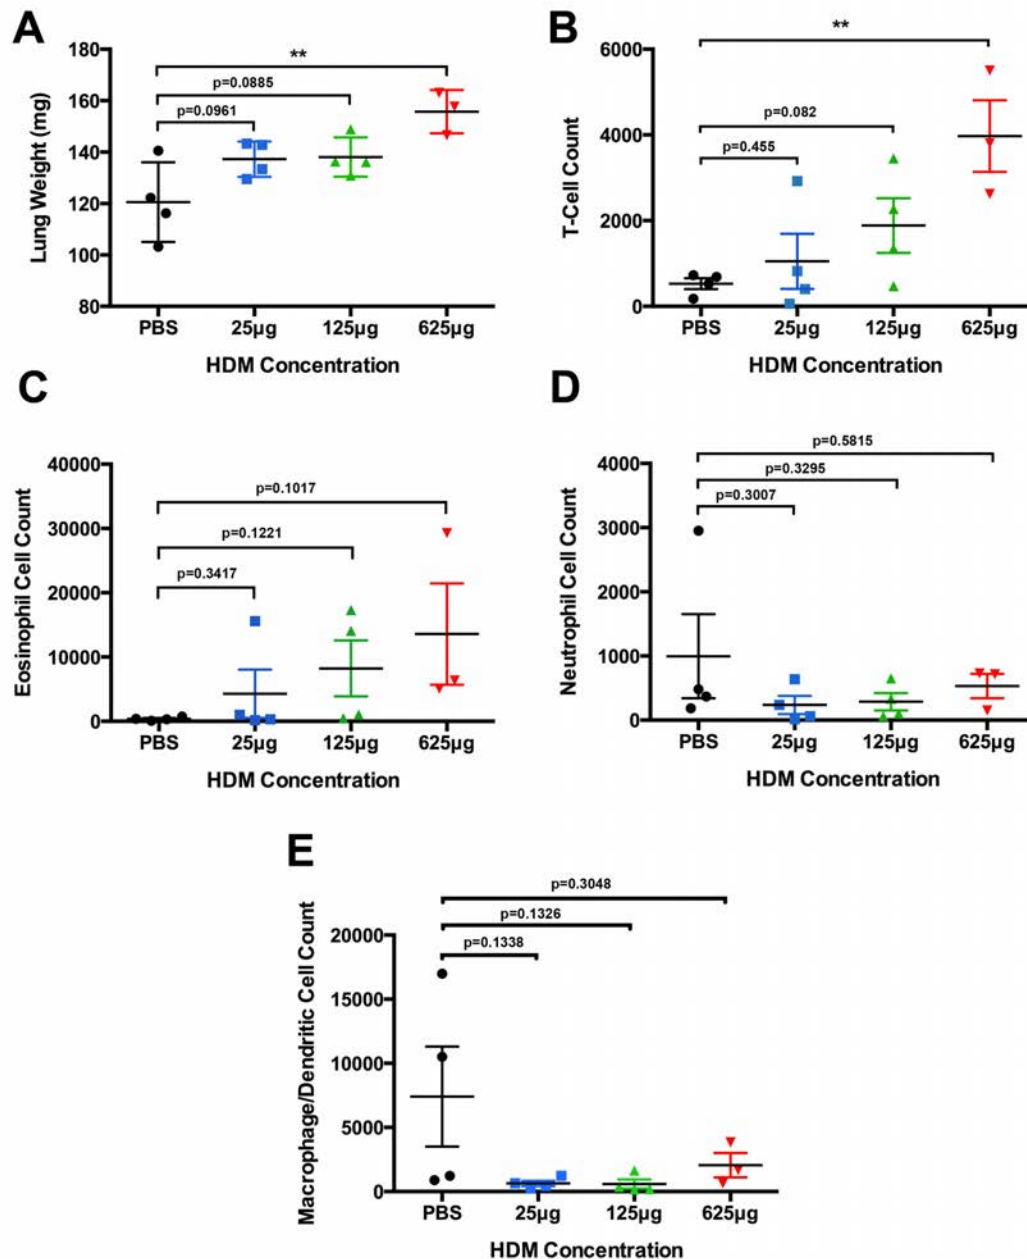 A
Lung Weight (mg)
180
160
140
120
100
80
**
p=0.0885
p=0.0961
PBS 25µg 125µg 625µg
HDM Concentration
B
T-Cell Count
6000
4000
2000
0
**
p=0.082
p=0.455
PBS 25µg 125µg 625µg
HDM Concentration
C
Eosinophil Cell Count
40000
30000
20000
10000
0
p=0.1017
p=0.1221
p=0.3417
PBS 25µg 125µg 625µg
HDM Concentration
D
Neutrophil Cell Count
4000
3000
2000
1000
0
p=0.5815
p=0.3295
p=0.3007
PBS 25µg 125µg 625µg
HDM Concentration
E
Macrophage/Dendritic Cell Count
20000
15000
10000
5000
0
p=0.3048
p=0.1326
p=0.1338
PBS 25µg 125µg 625µg
HDM Concentration